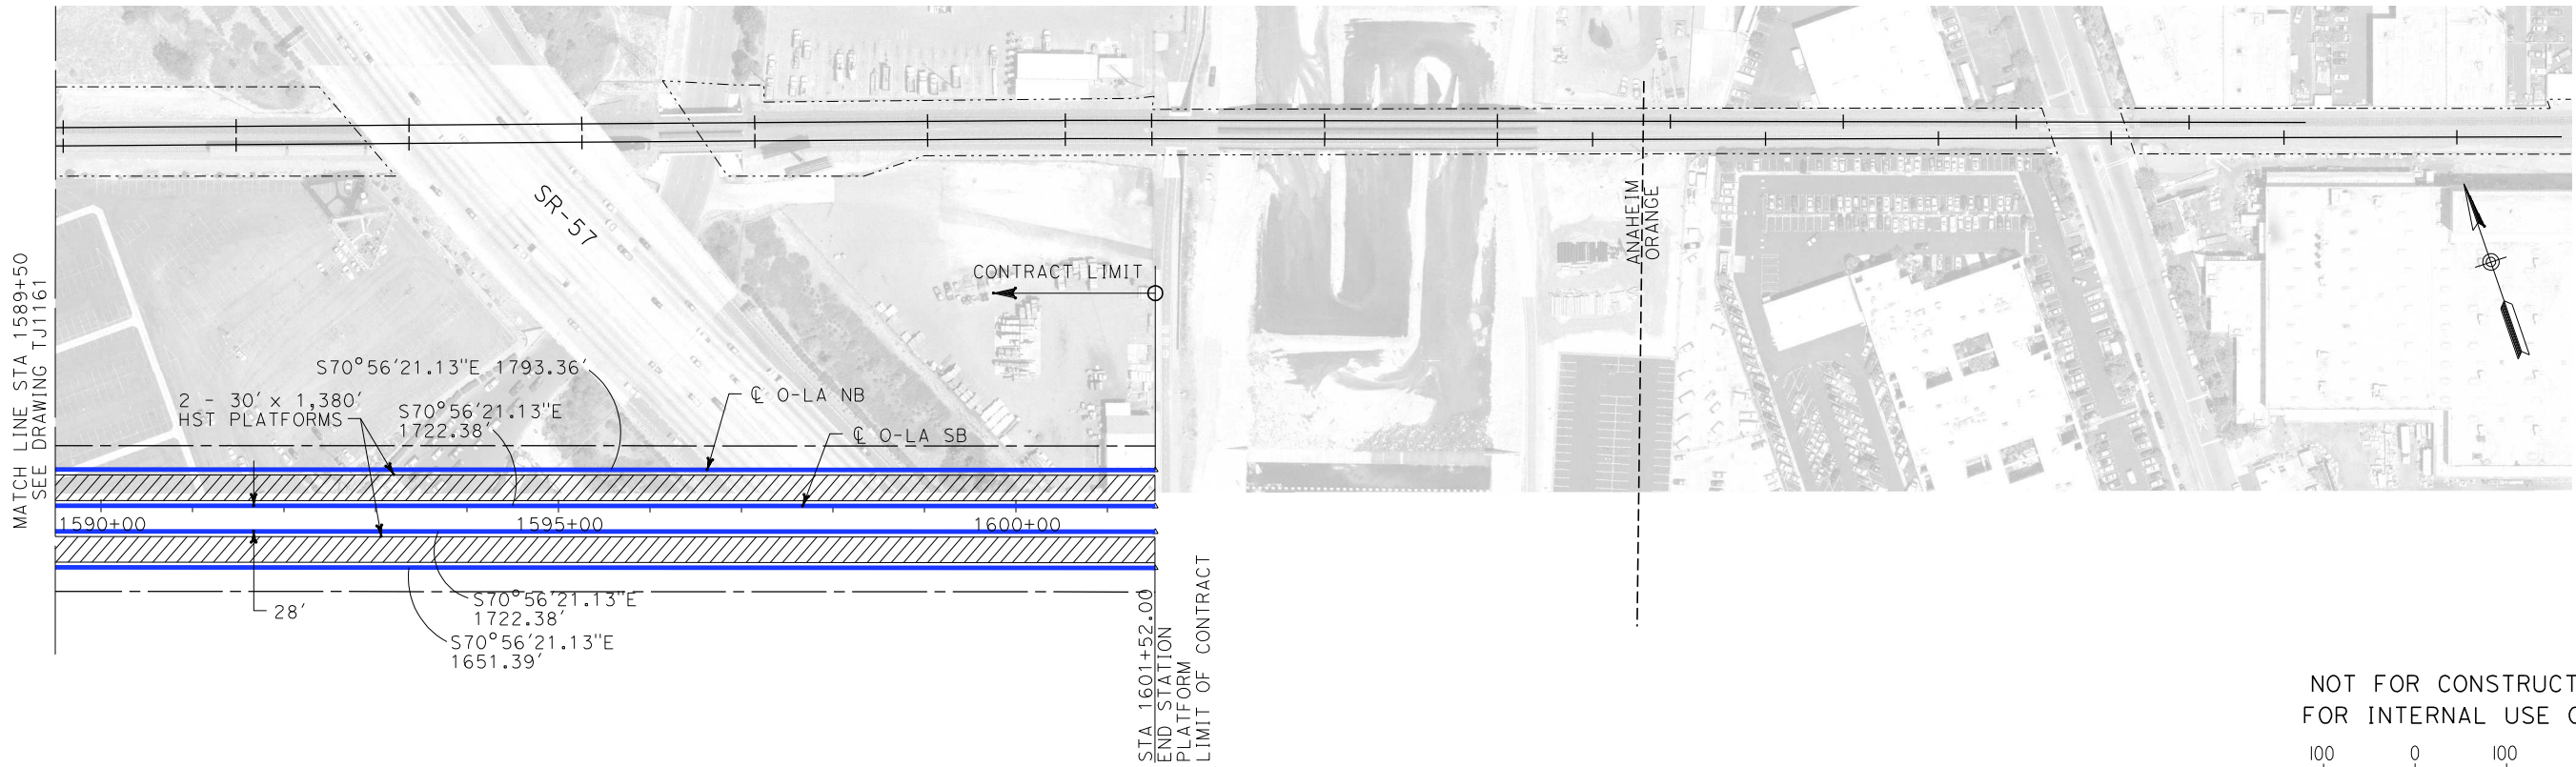 MATCH LINE STA 1589+50
SEE DRAWING TJ1161
SR-57
CONTRACT LIMIT
ANAHEIM
ORANGE
S70°56'21.13"E 1793.36'
2 - 30' x 1,380'
HST PLATFORMS
S70°56'21.13"E
1722.38'
℄ O-LA NB
℄ O-LA SB
1590+00
1595+00
1600+00
28'
S70°56'21.13"E
1722.38'
S70°56'21.13"E
1651.39'
STA 1601+52.00
END STATION
PLATFORM
LIMIT OF CONTRACT
NOT FOR CONSTRUCT
FOR INTERNAL USE
100 0 100